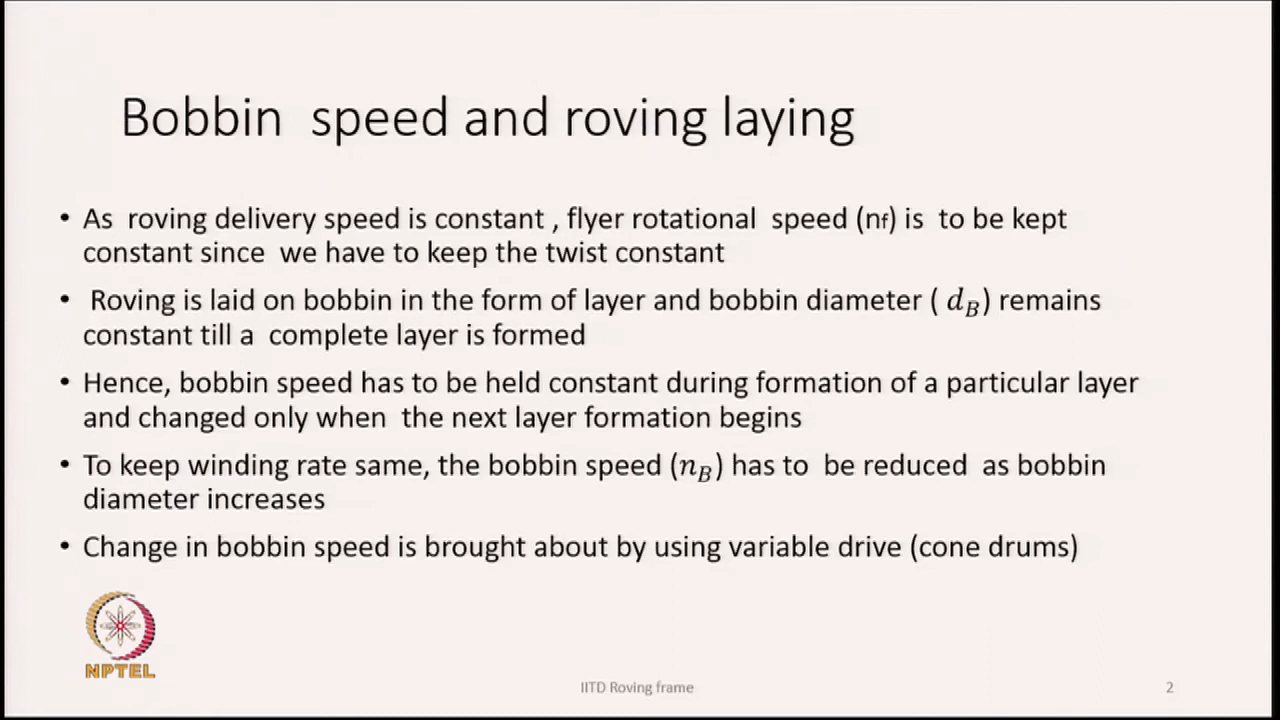 Bobbin speed and roving laying
• As roving delivery speed is constant , flyer rotational speed (nf) is to be kept
constant since we have to keep the twist constant
• Roving is laid on bobbin in the form of layer and bobbin diameter ( d_B) remains
constant till a complete layer is formed
• Hence, bobbin speed has to be held constant during formation of a particular layer
and changed only when the next layer formation begins
• To keep winding rate same, the bobbin speed (n_B) has to be reduced as bobbin
diameter increases
• Change in bobbin speed is brought about by using variable drive (cone drums)
NPTEL
IITD Roving frame
2